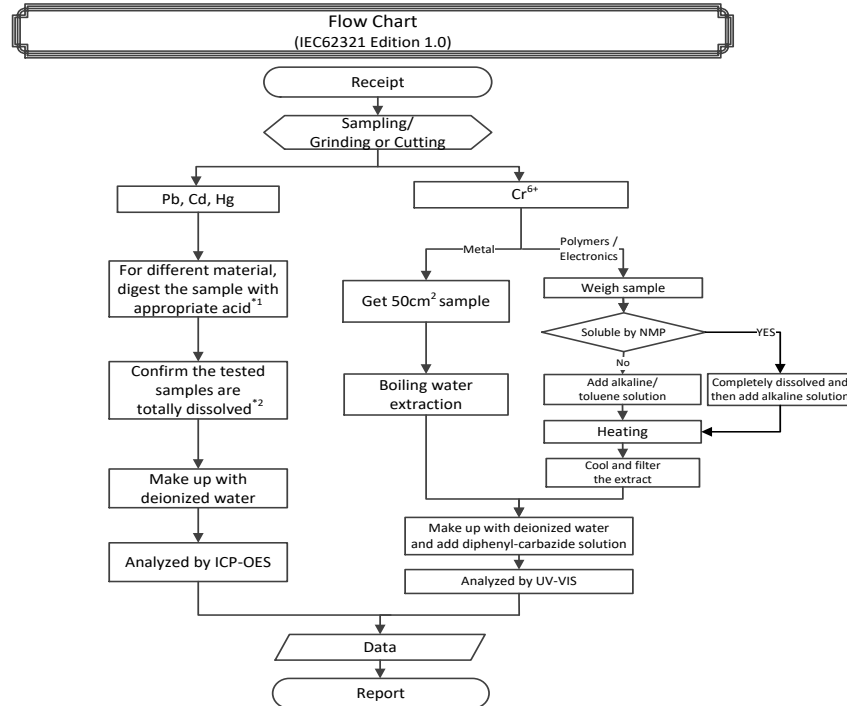 Flow Chart
(IEC62321 Edition 1.0)
Receipt
Sampling/
Grinding or Cutting
Pb, Cd, Hg
For different material,
digest the sample with
appropriate acid*1
Confirm the tested
samples are
totally dissolved*2
Make up with
deionized water
Analyzed by ICP-OES
Cr6+
Metal
Polymers /
Electronics
Get 50cm2 sample
Boiling water
extraction
Weigh sample
Soluble by NMP
YES
No
Add alkaline/
toluene solution
Completely dissolved and
then add alkaline solution
Heating
Cool and filter
the extract
Make up with deionized water
and add diphenyl-carbazide solution
Analyzed by UV-VIS
Data
Report